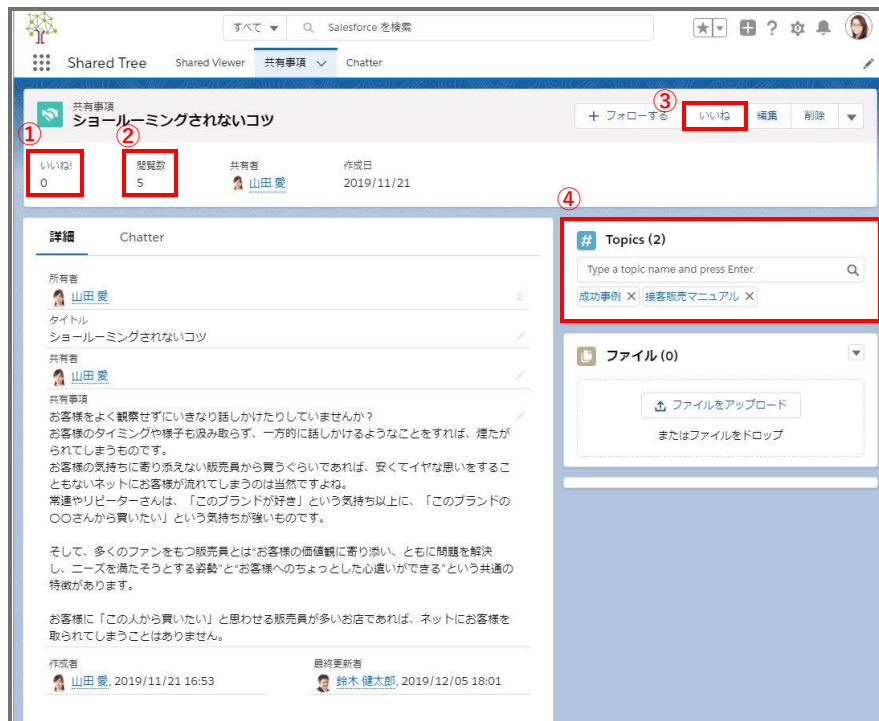 すべて
Salesforce を検索
Shared Tree
Shared Viewer
共有事項
Chatter
共有事項
ショールーミングされないコツ
+ フォローする
③
いいね
編集
削除
①
②
いいね!
0
閲覧数
5
共有者
山田 愛
作成日
2019/11/21
④
詳細
Chatter
所有者
山田 愛
タイトル
ショールーミングされないコツ
共有者
山田 愛
共有事項
お客様をよく観察せずにいきなり話しかけたりしていませんか？
お客様のタイミングや様子も汲み取らず、一方的に話しかけるようなことをすれば、煙たが
られてしまうものです。
お客様の気持ちに寄り添えない販売員から買うぐらいであれば、安くてイヤな思いをするこ
ともないネットにお客様が流れてしまうのは当然ですよね。
常連やリピーターさんは、「このブランドが好き」という気持ち以上に、「このブランドの
〇〇さんから買いたい」という気持ちが強いものです。
そして、多くのファンをもつ販売員とは“お客様の価値観に寄り添い、ともに問題を解決
し、ニーズを満たそうとする姿勢”と“お客様へのちょっとした心遣いができる”という共通の
特徴があります。
お客様に「この人から買いたい」と思わせる販売員が多いお店であれば、ネットにお客様を
取られてしまうことはありません。
作成者
山田 愛, 2019/11/21 16:53
最終更新者
鈴木 健太郎, 2019/12/05 18:01
# Topics (2)
Type a topic name and press Enter.
成功事例 ×
接客販売マニュアル ×
ファイル (0)
ファイルをアップロード
またはファイルをドロップ